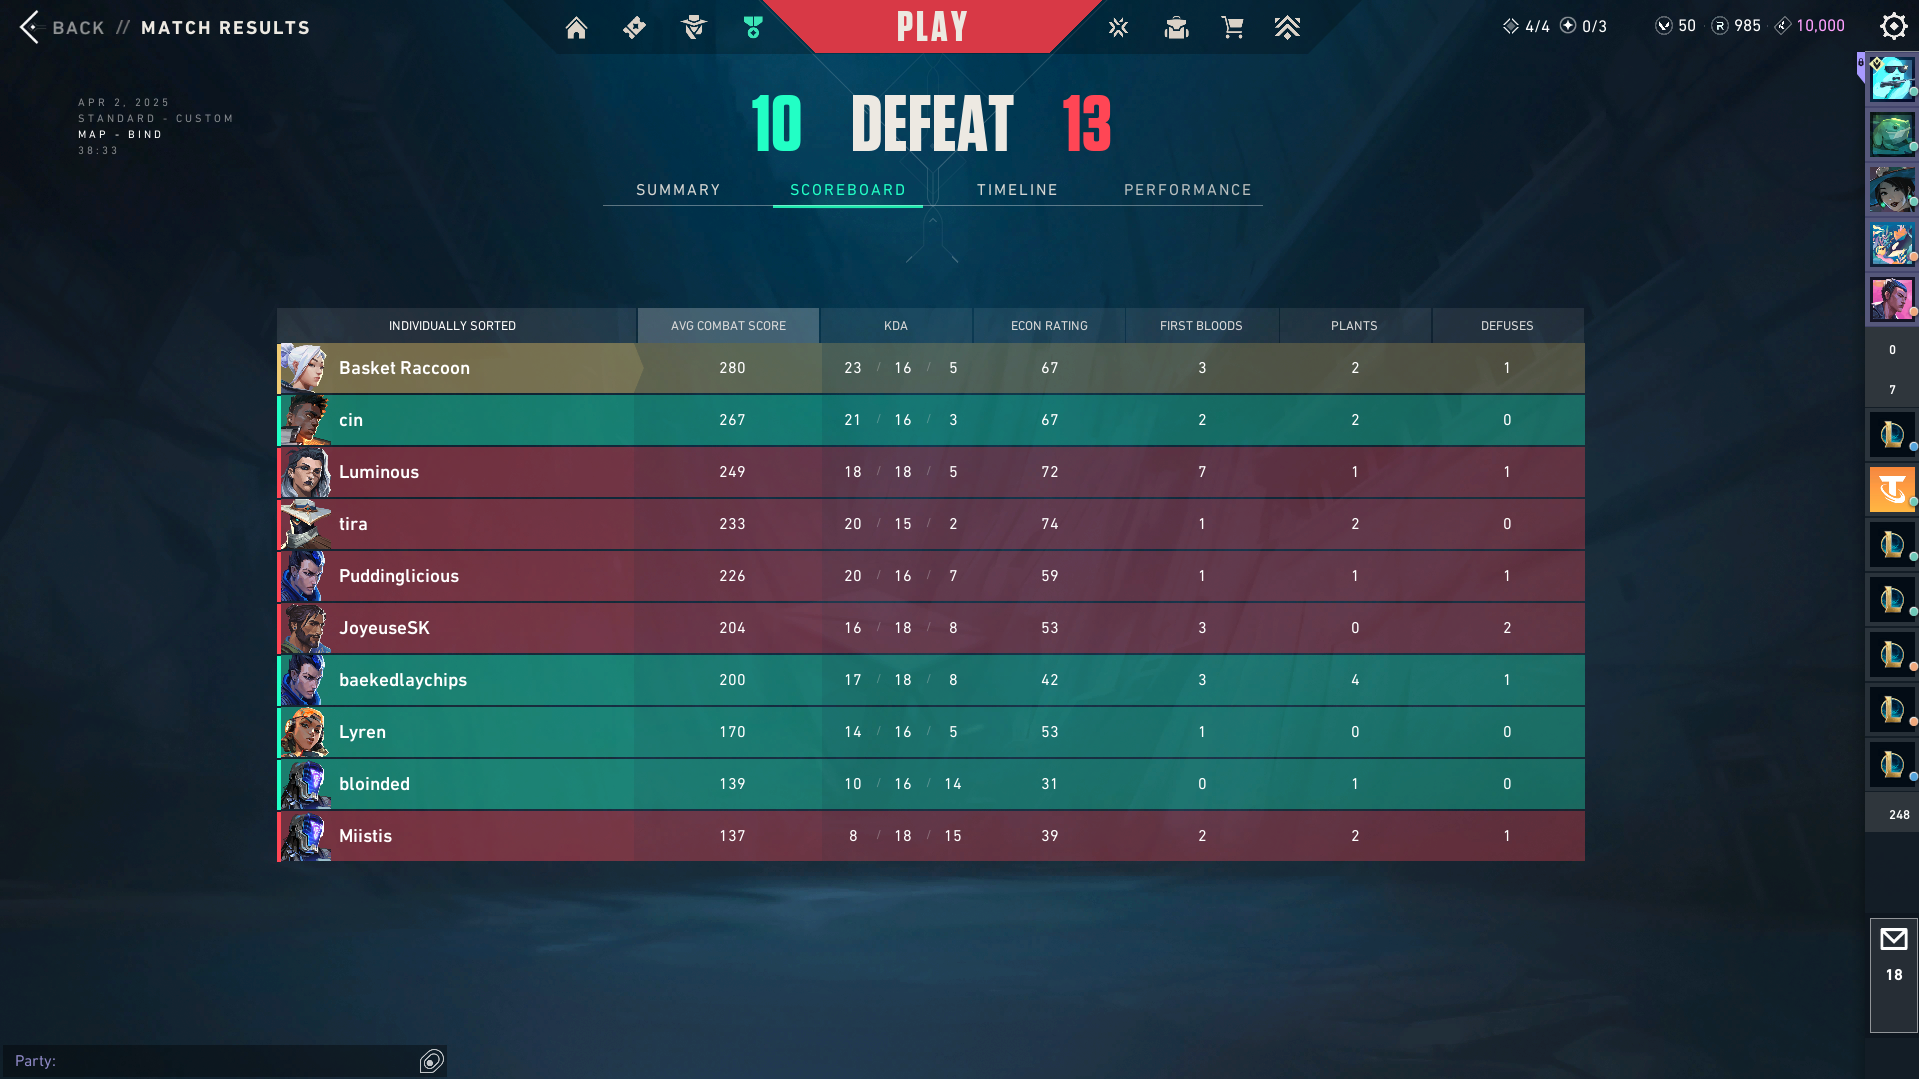 BACK // MATCH RESULTS
PLAY
4/4 0/3 50 985 10,000
APR 2, 2025
STANDARD - CUSTOM
MAP - BIND
38:33
10 DEFEAT 13
SUMMARY SCOREBOARD TIMELINE PERFORMANCE
INDIVIDUALLY SORTED AVG COMBAT SCORE KDA ECON RATING FIRST BLOODS PLANTS DEFUSES
Basket Raccoon 280 23 / 16 / 5 67 3 2 1
cin 267 21 / 16 / 3 67 2 2 0
Luminous 249 18 / 18 / 5 72 7 1 1
tira 233 20 / 15 / 2 74 1 2 0
Puddinglicious 226 20 / 16 / 7 59 1 1 1
JoyeuseSK 204 16 / 18 / 8 53 3 0 2
baekedlaychips 200 17 / 18 / 8 42 3 4 1
Lyren 170 14 / 16 / 5 53 1 0 0
bloinded 139 10 / 16 / 14 31 0 1 0
Miistis 137 8 / 18 / 15 39 2 2 1
0
7
248
18
Party: